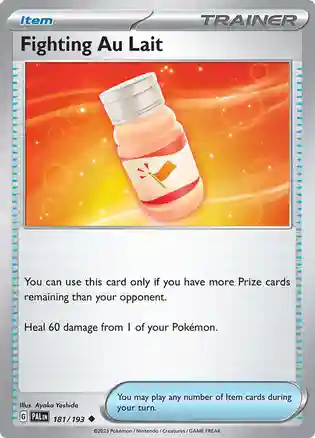 Item
TRAINER
Fighting Au Lait
You can use this card only if you have more Prize cards
remaining than your opponent.
Heal 60 damage from 1 of your Pokémon.
Illus. Ayaka Yoshida
G PAL EN 181/193 ◆
You may play any number of Item cards during
your turn.
©2023 Pokémon / Nintendo / Creatures / GAME FREAK